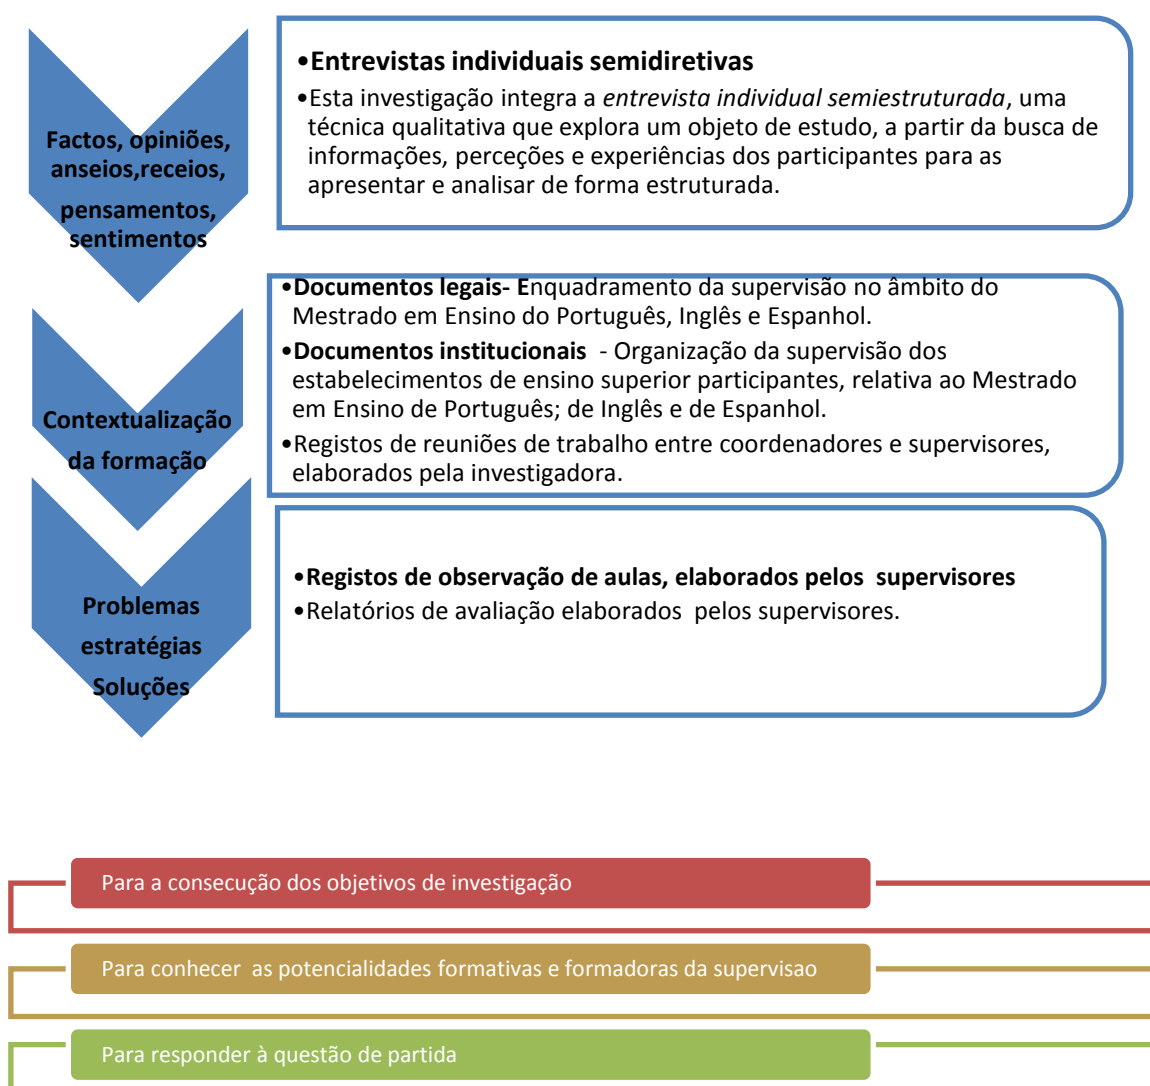 Factos, opiniões,
anseios,receios,
pensamentos,
sentimentos
•Entrevistas individuais semidiretivas
•Esta investigação integra a entrevista individual semiestruturada, uma
técnica qualitativa que explora um objeto de estudo, a partir da busca de
informações, perceções e experiências dos participantes para as
apresentar e analisar de forma estruturada.
Contextualização
da formação
•Documentos legais- Enquadramento da supervisão no âmbito do
Mestrado em Ensino do Português, Inglês e Espanhol.
•Documentos institucionais - Organização da supervisão dos
estabelecimentos de ensino superior participantes, relativa ao Mestrado
em Ensino de Português; de Inglês e de Espanhol.
•Registos de reuniões de trabalho entre coordenadores e supervisores,
elaborados pela investigadora.
Problemas
estratégias
Soluções
•Registos de observação de aulas, elaborados pelos supervisores
•Relatórios de avaliação elaborados pelos supervisores.
Para a consecução dos objetivos de investigação
Para conhecer as potencialidades formativas e formadoras da supervisao
Para responder à questão de partida